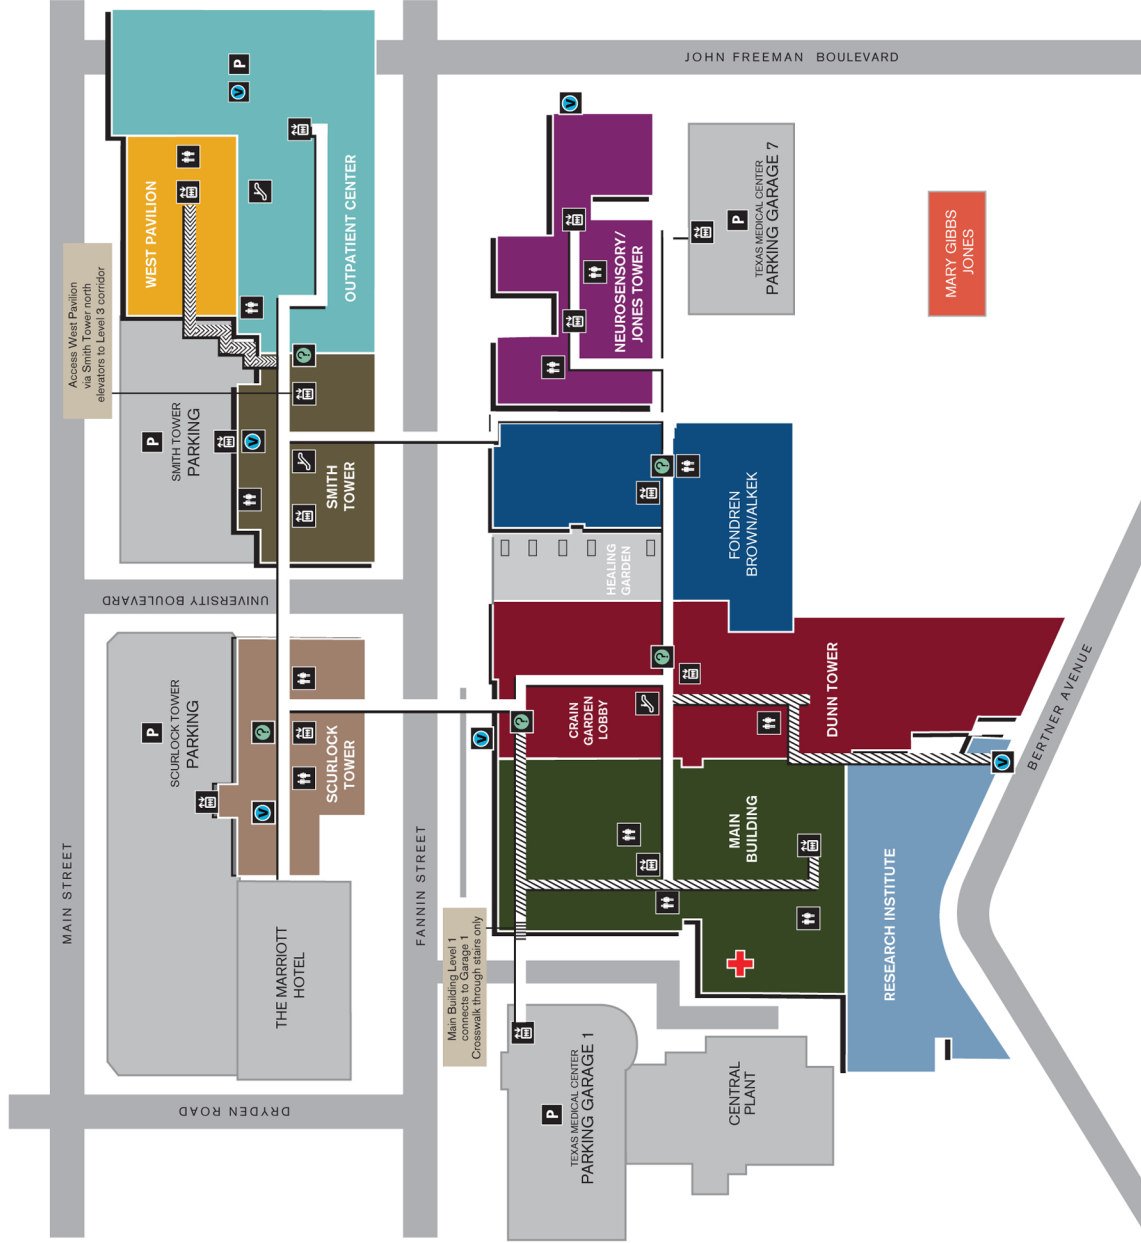 JOHN FREEMAN BOULEVARD
P
V
V
WEST PAVILION
OUTPATIENT CENTER
NEUROSENSORY/
JONES TOWER
TEXAS MEDICAL CENTER
PARKING GARAGE 7
P
MARY GIBBS
JONES
Access West Pavilion
via Smith Tower north
elevators to Level 3 corridor
?
P
SMITH TOWER
PARKING
V
SMITH
TOWER
?
FONDREN
BROWN/ALKEK
HEALING
GARDEN
UNIVERSITY BOULEVARD
P
SCURLOCK TOWER
PARKING
?
V
SCURLOCK
TOWER
V
?
?
CRAIN
GARDEN
LOBBY
DUNN TOWER
V
BERTNER AVENUE
MAIN
BUILDING
RESEARCH INSTITUTE
MAIN STREET
FANNIN STREET
THE MARRIOTT
HOTEL
Main Building Level 1
connects to Garage 1
Crosswalk through stairs only
P
TEXAS MEDICAL CENTER
PARKING GARAGE 1
CENTRAL
PLANT
DRYDEN ROAD